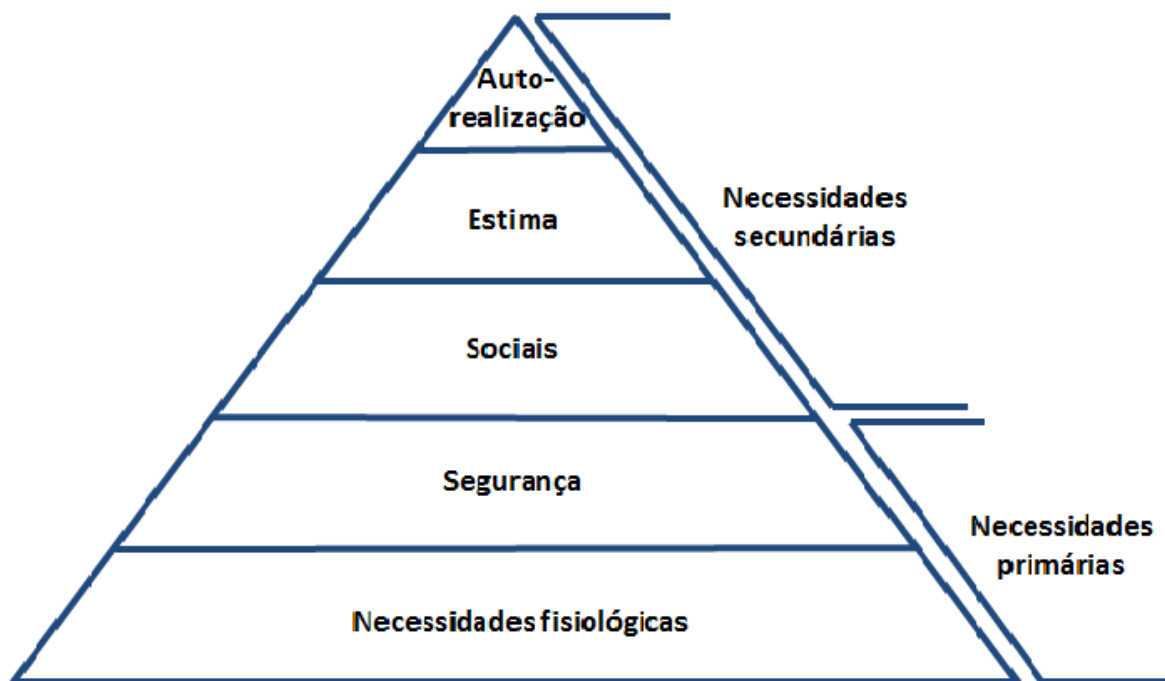 Auto-
realização
Necessidades
secundárias
Estima
Sociais
Segurança
Necessidades
primárias
Necessidades fisiológicas